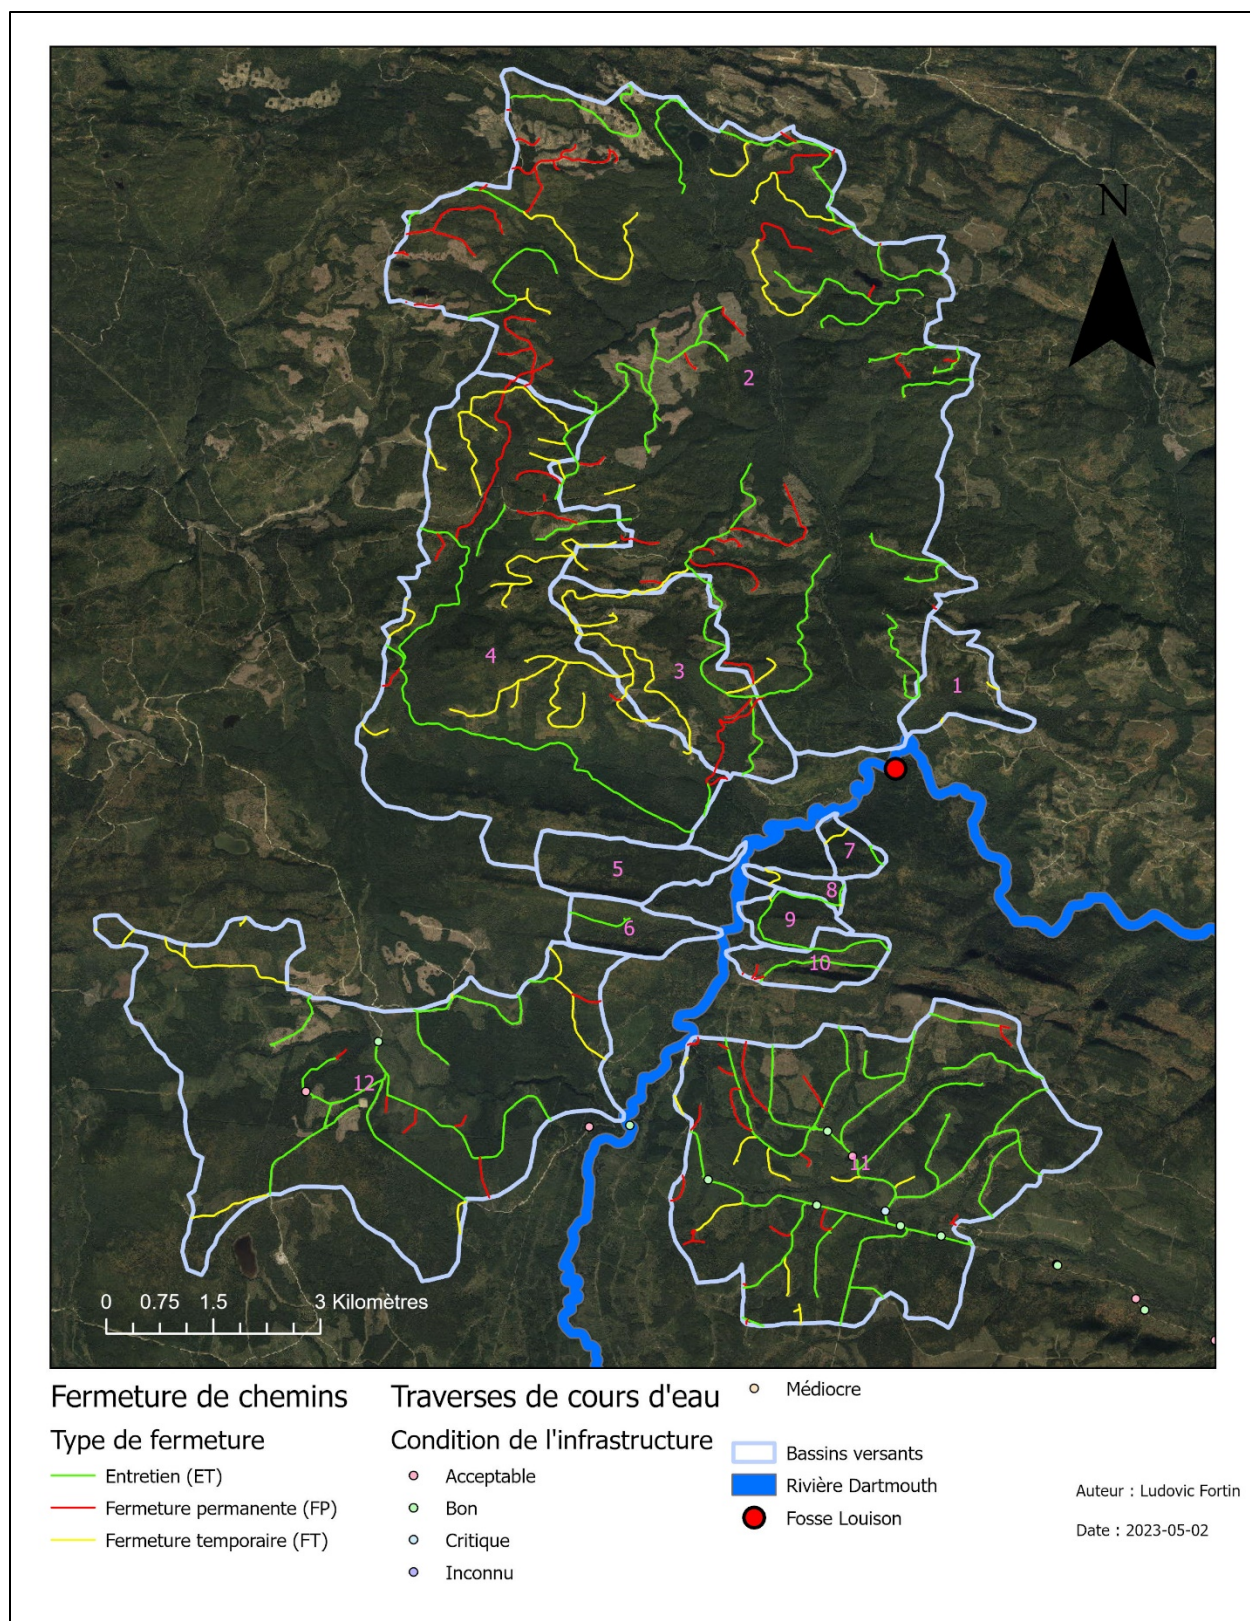 N
2
1
4
3
5
7
8
6
9
10
12
11
0 0.75 1.5 3 Kilomètres
Fermeture de chemins
Type de fermeture
Entretien (ET)
Fermeture permanente (FP)
Fermeture temporaire (FT)
Traverses de cours d'eau
Condition de l'infrastructure
Acceptable
Bon
Critique
Inconnu
Médiocre
Bassins versants
Rivière Dartmouth
Fosse Louison
Auteur : Ludovic Fortin
Date : 2023-05-02